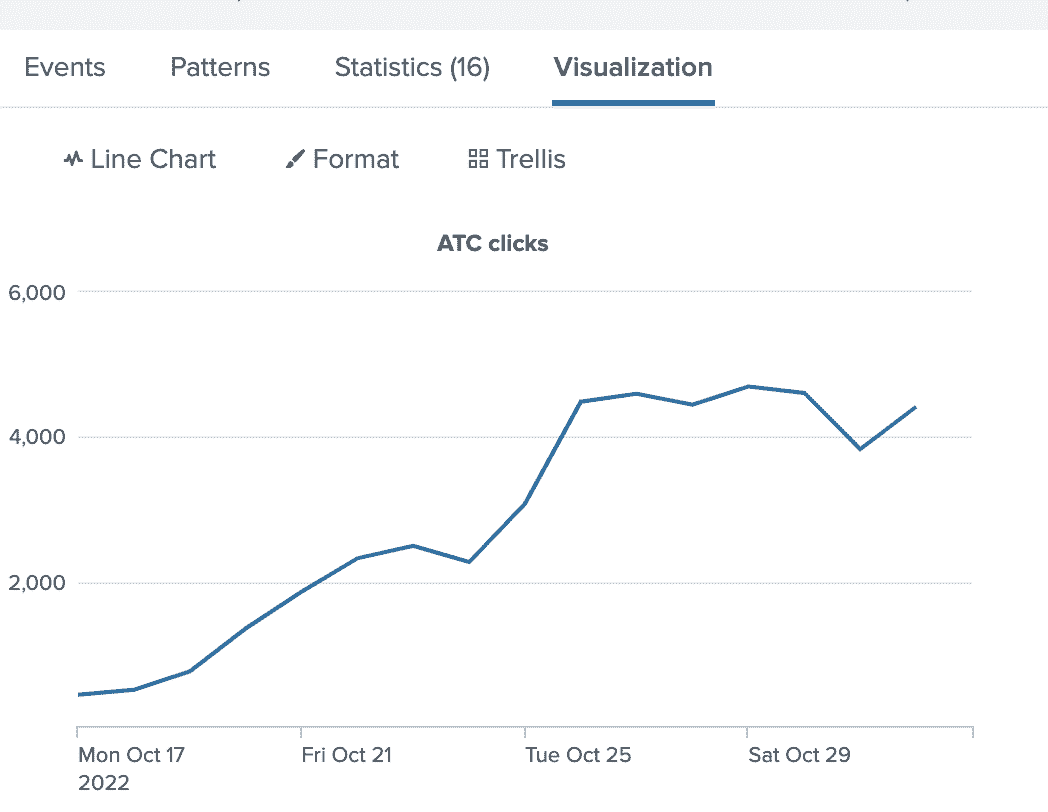 Events Patterns Statistics (16) Visualization
Line Chart Format Trellis
ATC clicks
6,000
4,000
2,000
Mon Oct 17 Fri Oct 21 Tue Oct 25 Sat Oct 29
2022